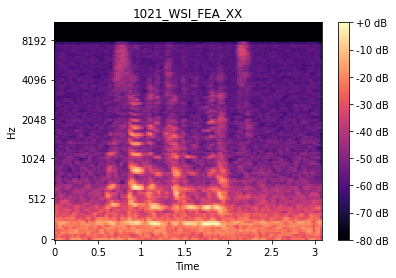 1021_WSI_FEA_XX
+0 dB
8192
-10 dB
4096
-20 dB
-30 dB
2048
Hz
-40 dB
1024
-50 dB
512
-60 dB
-70 dB
0
-80 dB
0 0.5 1 1.5 2 2.5 3
Time